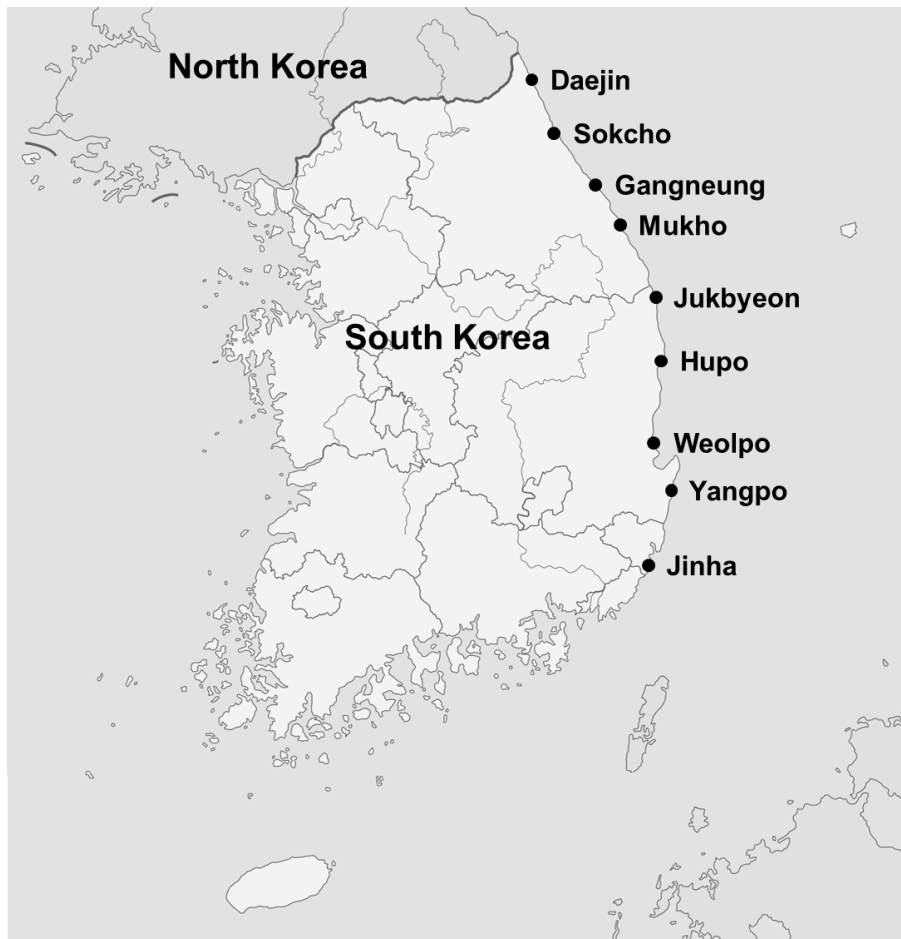 North Korea
Daejin
Sokcho
Gangneung
Mukho
Jukbyeon
South Korea
Hupo
Weolpo
Yangpo
Jinha